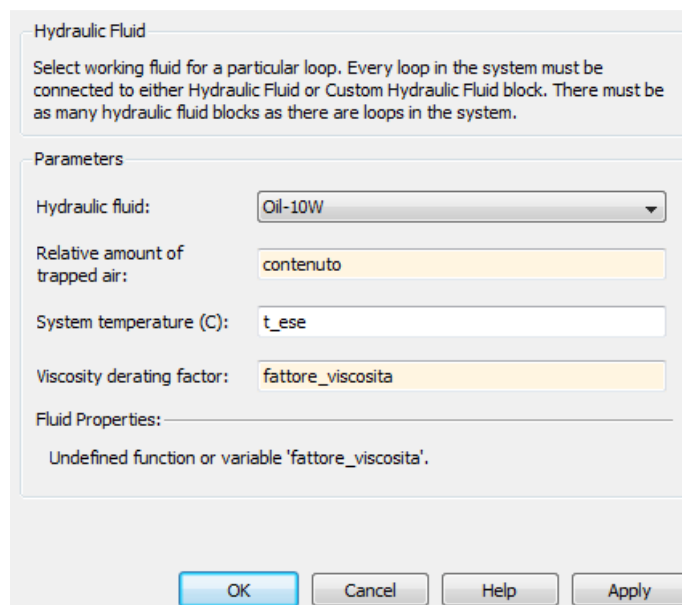 Hydraulic Fluid
Select working fluid for a particular loop. Every loop in the system must be
connected to either Hydraulic Fluid or Custom Hydraulic Fluid block. There must be
as many hydraulic fluid blocks as there are loops in the system.
Parameters
Hydraulic fluid:
Oil-10W
Relative amount of
trapped air:
contenuto
System temperature (C):
t_ese
Viscosity derating factor:
fattore_viscosita
Fluid Properties:
Undefined function or variable 'fattore_viscosita'.
OK
Cancel
Help
Apply